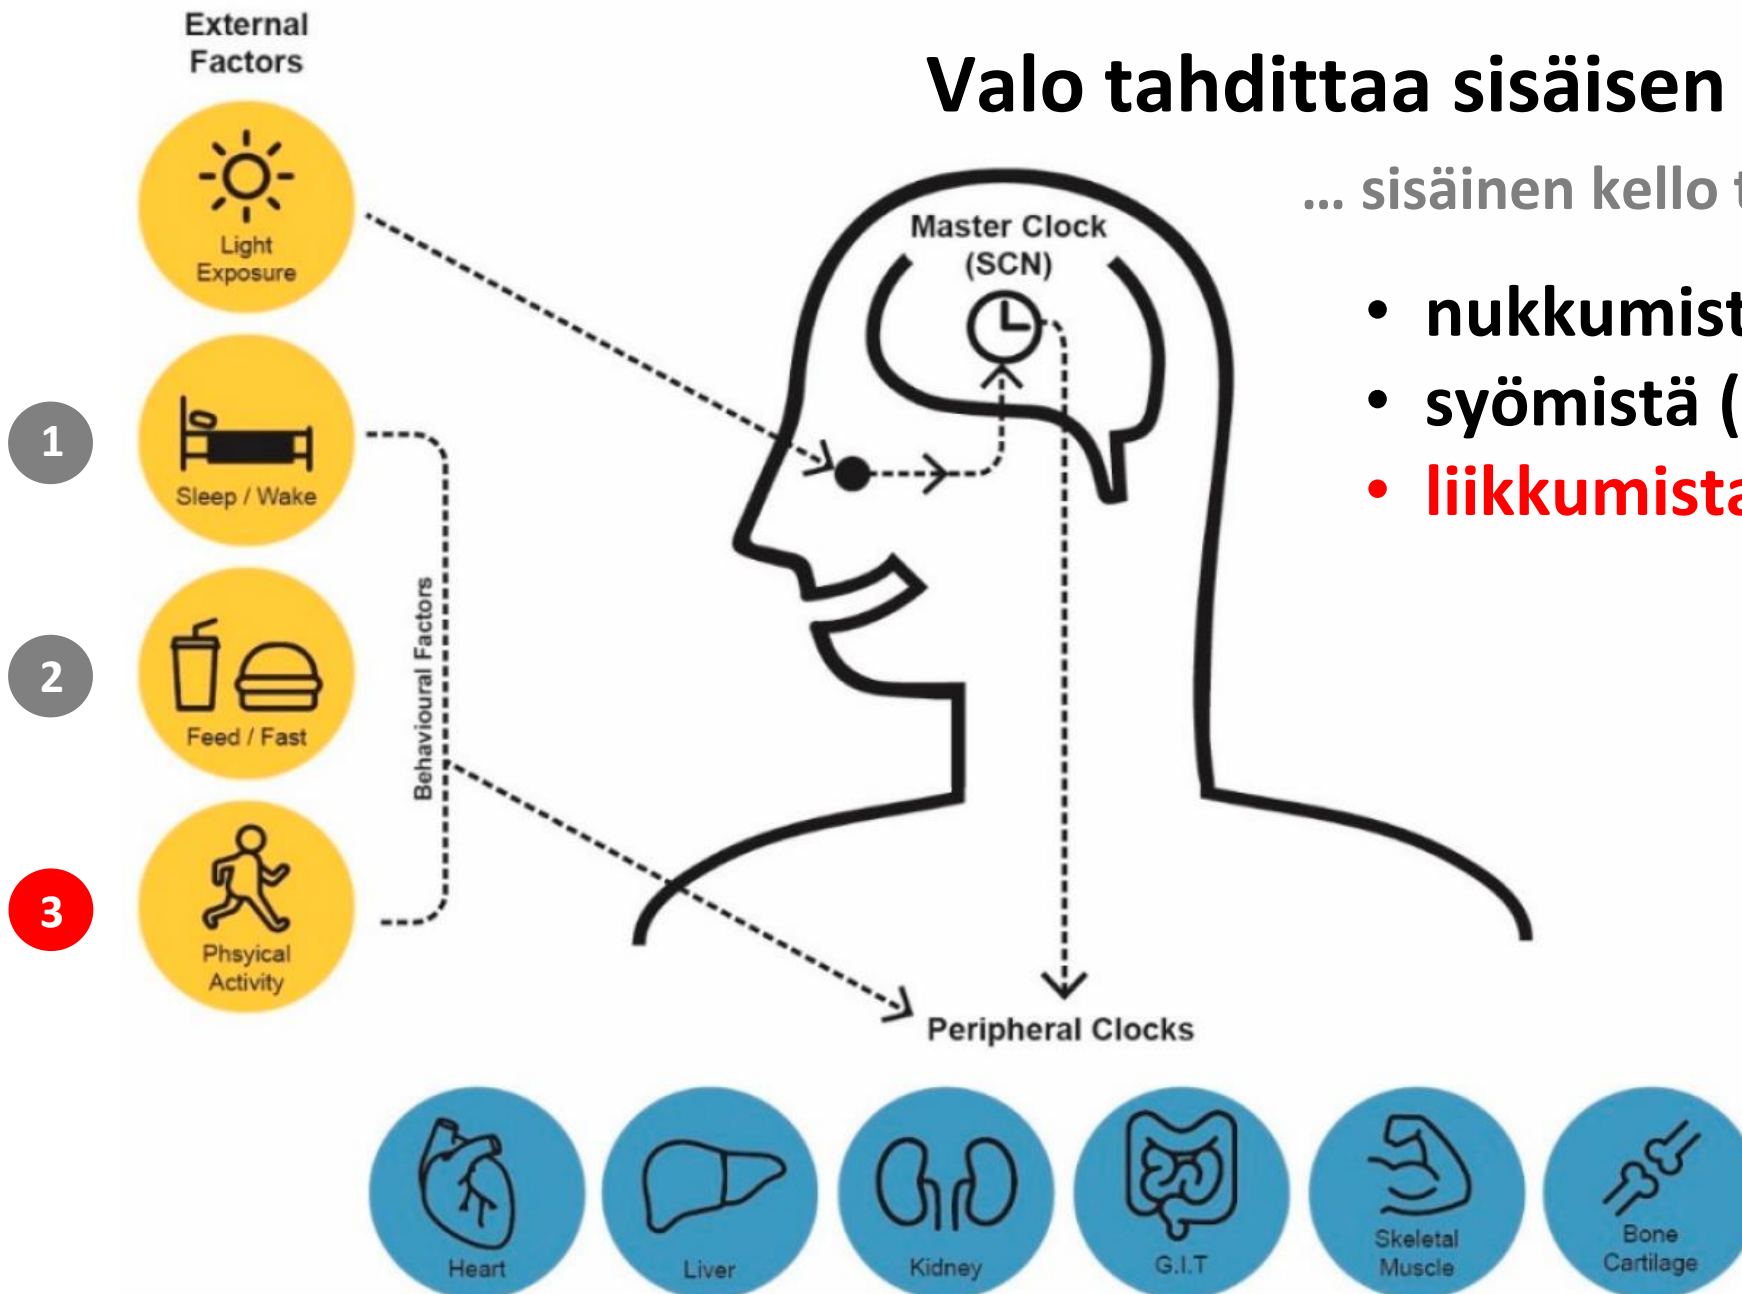 External
Factors
Valo tahdittaa sisäisen
... sisäinen kello t
Light
Exposure
Master Clock
(SCN)
• nukkumist
• syömistä (
• liikkumista
1
Sleep / Wake
Behavioural Factors
2
Feed / Fast
3
Phsyical
Activity
Peripheral Clocks
Heart
Liver
Kidney
G.I.T
Skeletal
Muscle
Bone
Cartilage